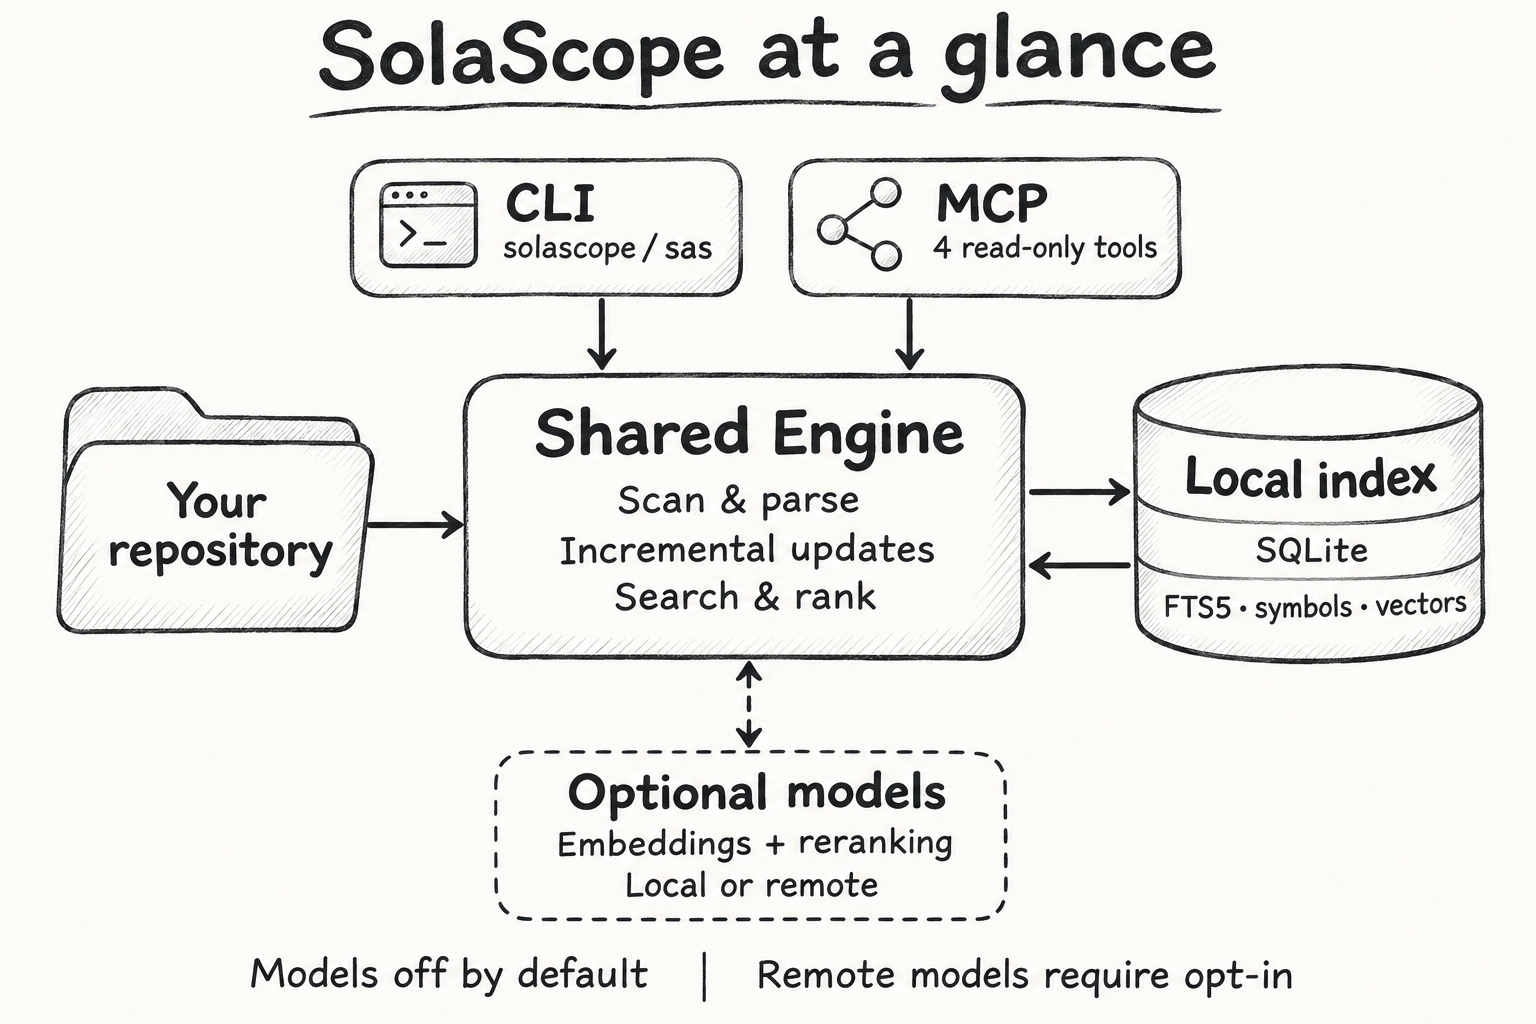 SolaScope at a glance
CLI
solascope / sas
MCP
4 read-only tools
Your
repository
Shared Engine
Scan & parse
Incremental updates
Search & rank
Local index
SQLite
FTS5 • symbols • vectors
Optional models
Embeddings + reranking
Local or remote
Models off by default | Remote models require opt-in